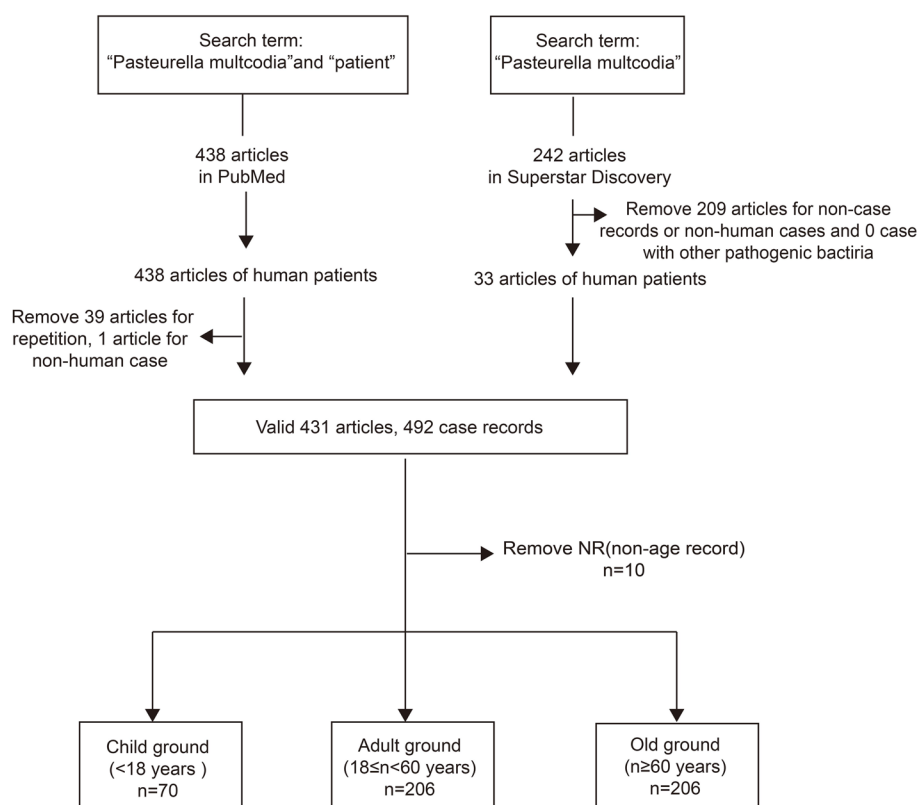 Search term:
“Pasteurella multcodia”and “patient”
Search term:
“Pasteurella multcodia”
438 articles
in PubMed
242 articles
in Superstar Discovery
Remove 209 articles for non-case
records or non-human cases and 0 case
with other pathogenic bactiria
438 articles of human patients
33 articles of human patients
Remove 39 articles for
repetition, 1 article for
non-human case
Valid 431 articles, 492 case records
Remove NR(non-age record)
n=10
Child ground
(<18 years )
n=70
Adult ground
(18≤n<60 years)
n=206
Old ground
(n≥60 years)
n=206